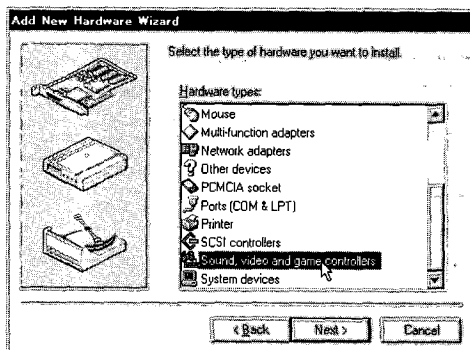 Add New Hardware Wizard
Select the type of hardware you want to install.
Hardware types:
Mouse
Multi-function adapters
Network adapters
Other devices
PCMCIA socket
Ports (COM & LPT)
Printer
SCSI controllers
Sound, video and game controllers
System devices
< Back
Next >
Cancel